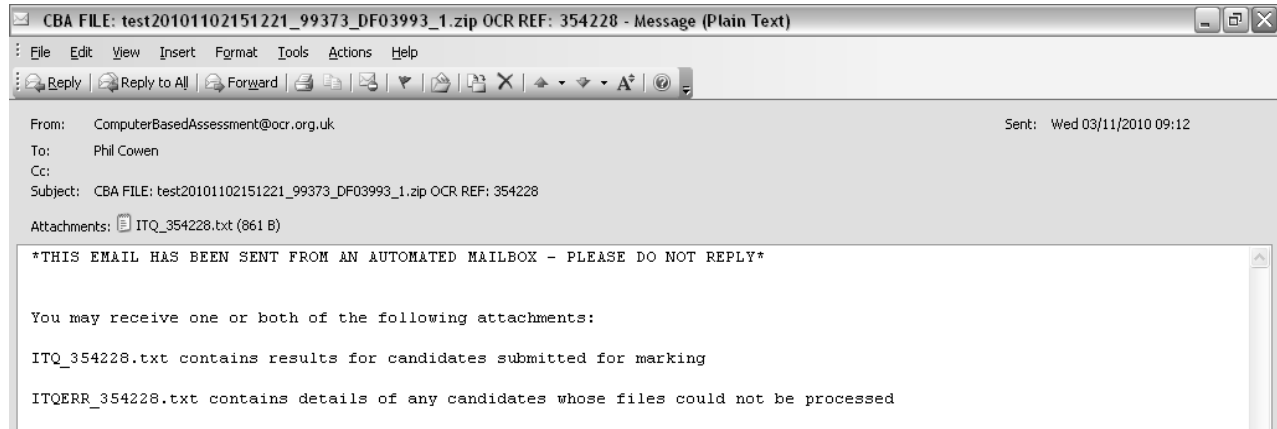 CBA FILE: test20101102151221_99373_DF03993_1.zip OCR REF: 354228 - Message (Plain Text)
File Edit View Insert Format Tools Actions Help
Reply Reply to All Forward A
From: ComputerBasedAssessment@ocr.org.uk Sent: Wed 03/11/2010 09:12
To: Phil Cowen
Cc:
Subject: CBA FILE: test20101102151221_99373_DF03993_1.zip OCR REF: 354228
Attachments: ITQ_354228.txt (861 B)
*THIS EMAIL HAS BEEN SENT FROM AN AUTOMATED MAILBOX - PLEASE DO NOT REPLY*
You may receive one or both of the following attachments:
ITQ_354228.txt contains results for candidates submitted for marking
ITQERR_354228.txt contains details of any candidates whose files could not be processed